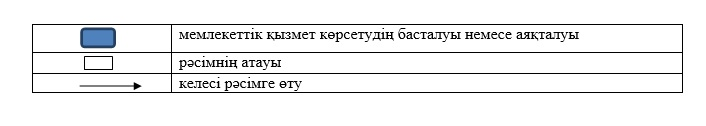 мемлекеттік қызмет көрсетудің басталуы немесе аяқталуы
рәсімнің атауы
келесі рәсімге өту